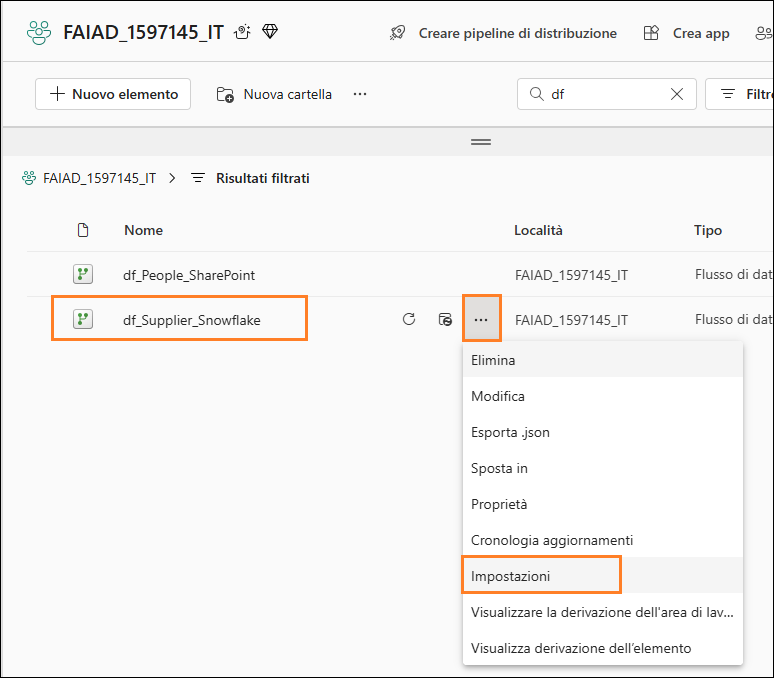 FAIAD_1597145_IT
Creare pipeline di distribuzione
Crea app
Nuovo elemento
Nuova cartella
df
Filtr
FAIAD_1597145_IT > Risultati filtrati
Nome Località Tipo
df_People_SharePoint FAIAD_1597145_IT Flusso di dat
df_Supplier_Snowflake ... FAIAD_1597145_IT Flusso di dat
Elimina
Modifica
Esporta .json
Sposta in
Proprietà
Cronologia aggiornamenti
Impostazioni
Visualizzare la derivazione dell'area di lav...
Visualizza derivazione dell'elemento